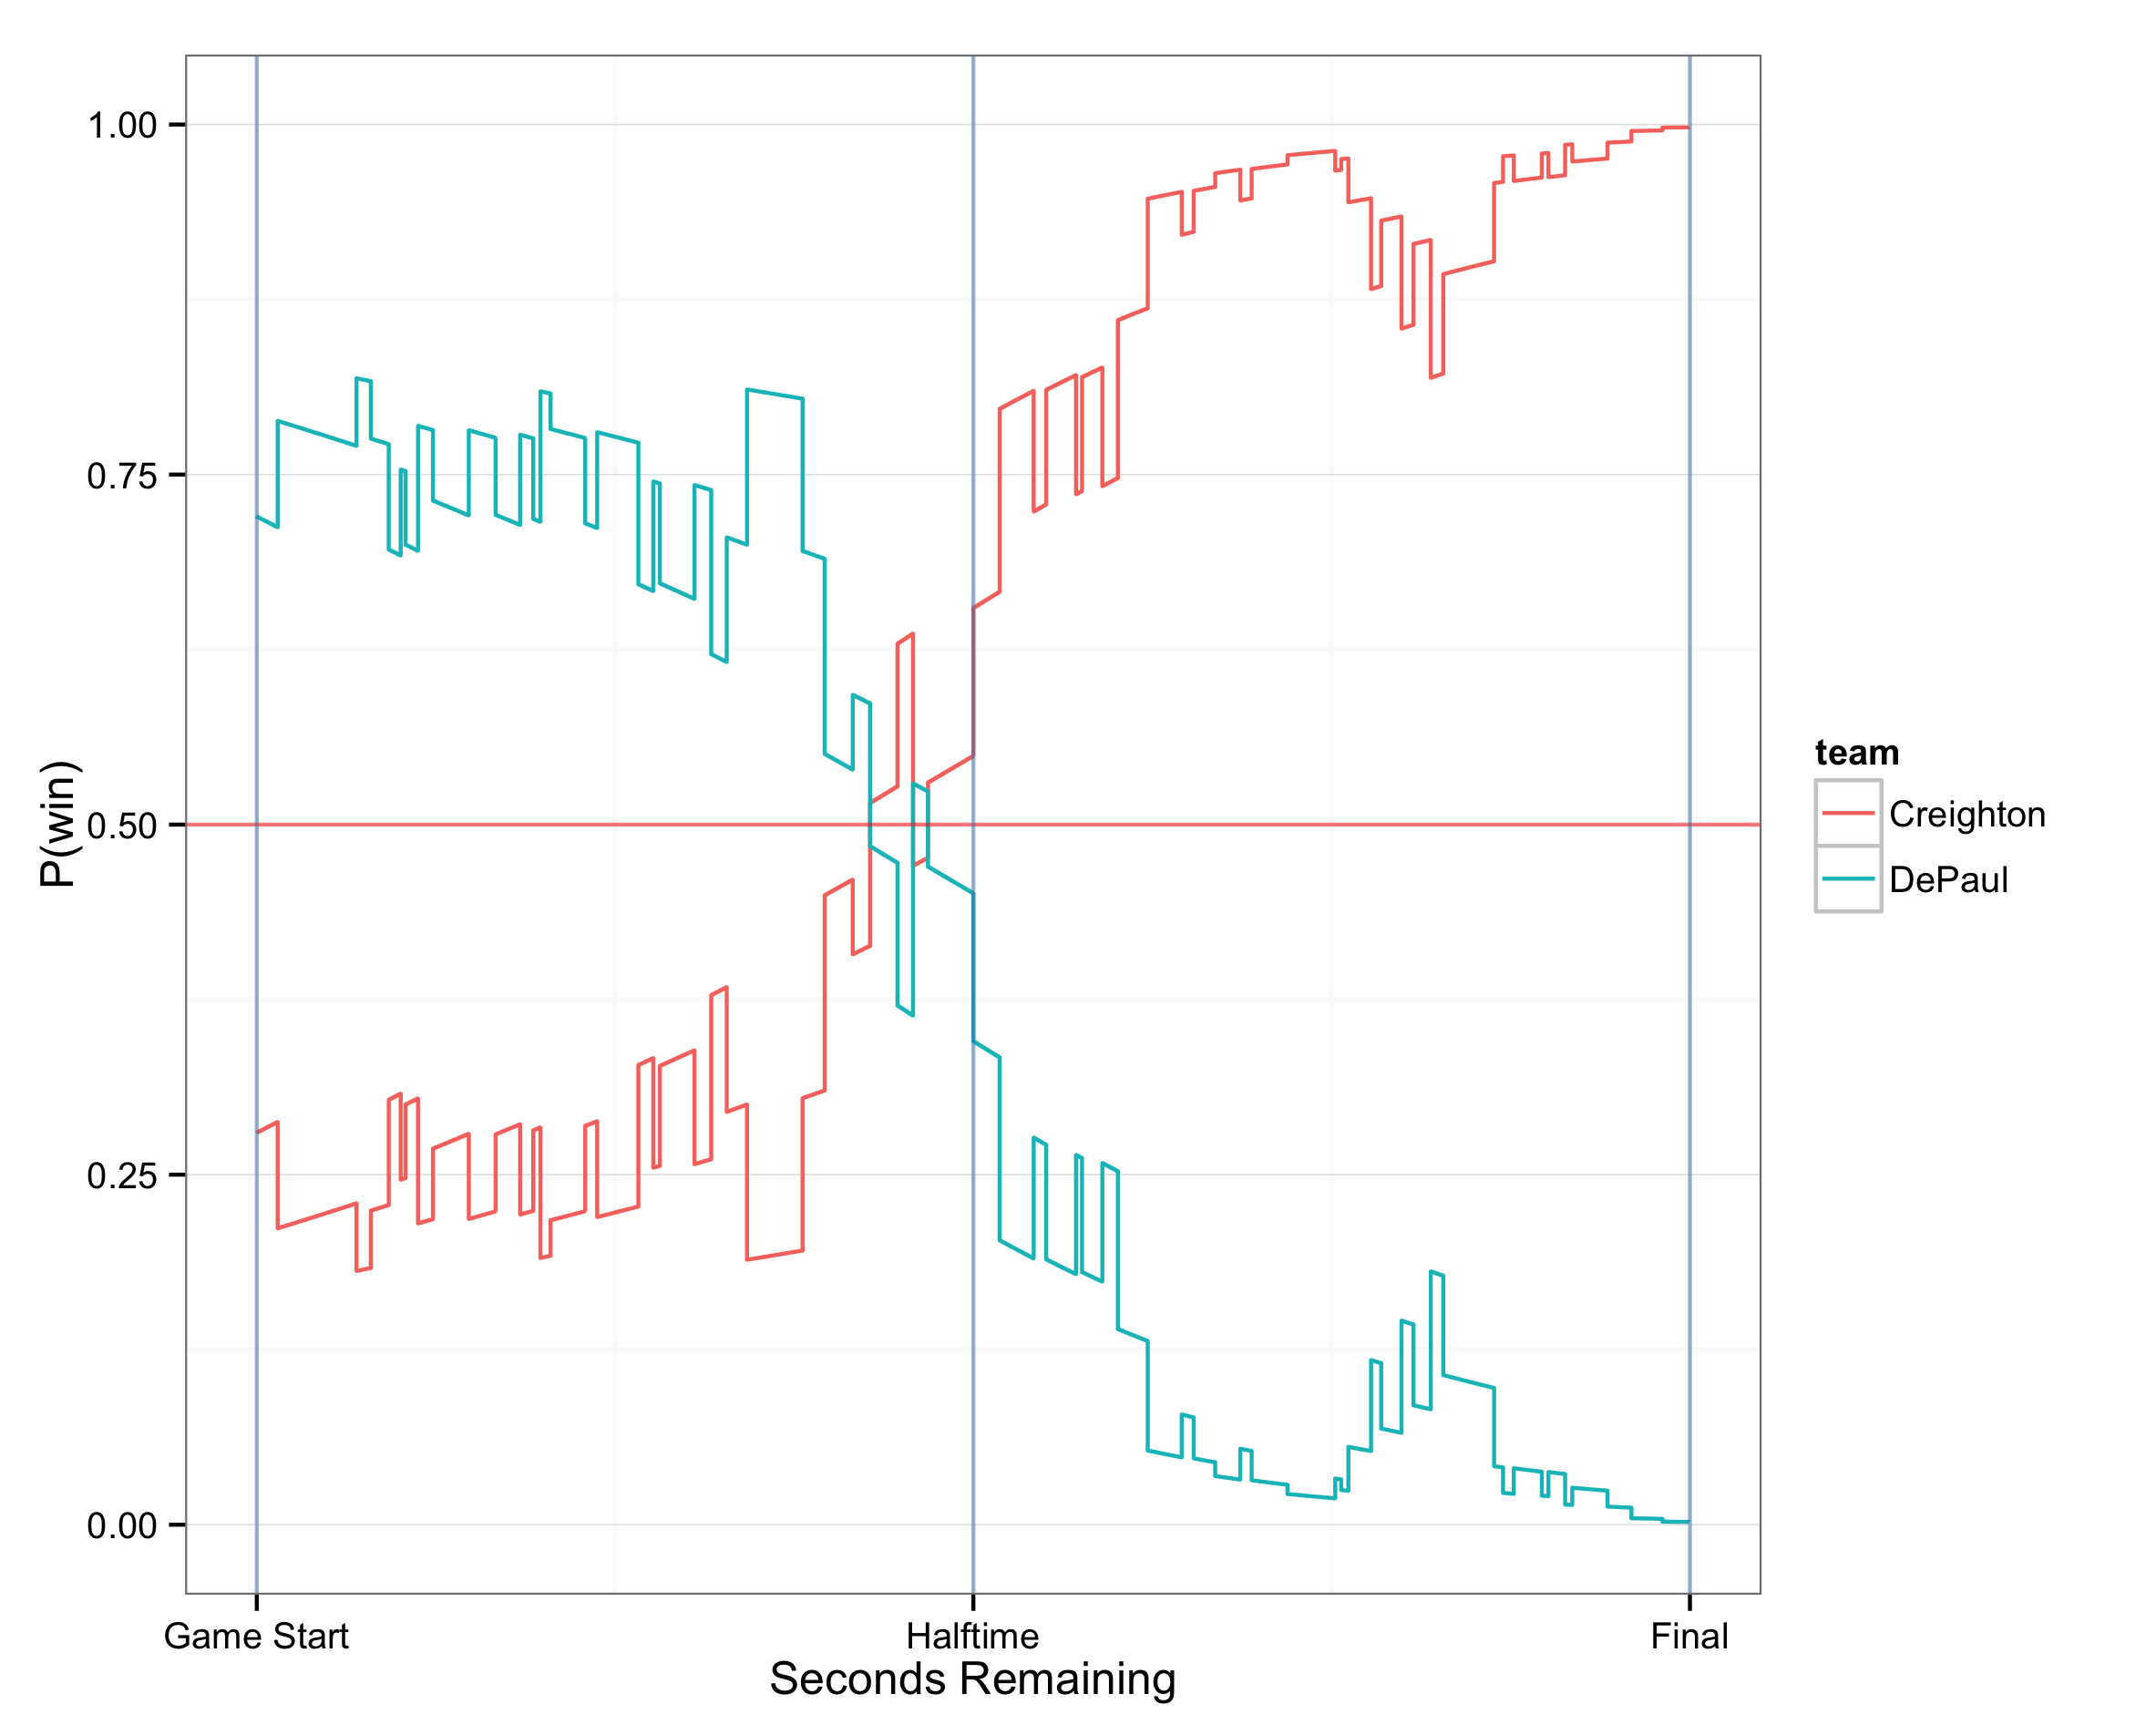 1.00
0.75
0.50
0.25
0.00
P(win)
Game Start
Halftime
Final
Seconds Remaining
team
Creighton
DePaul